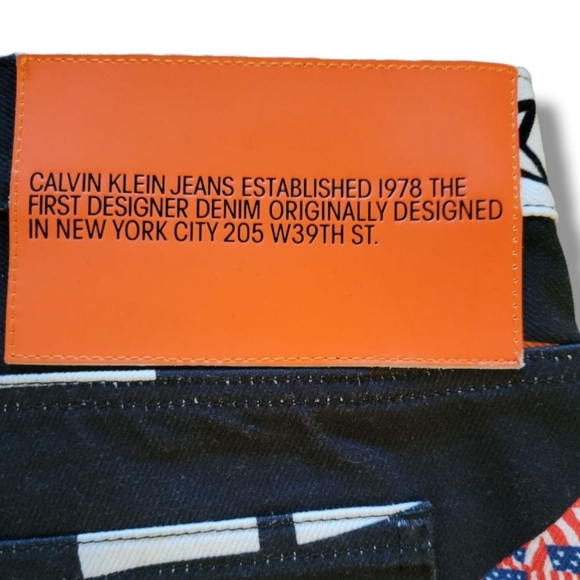 CALVIN KLEIN JEANS ESTABLISHED 1978 THE
FIRST DESIGNER DENIM ORIGINALLY DESIGNED
IN NEW YORK CITY 205 W39TH ST.